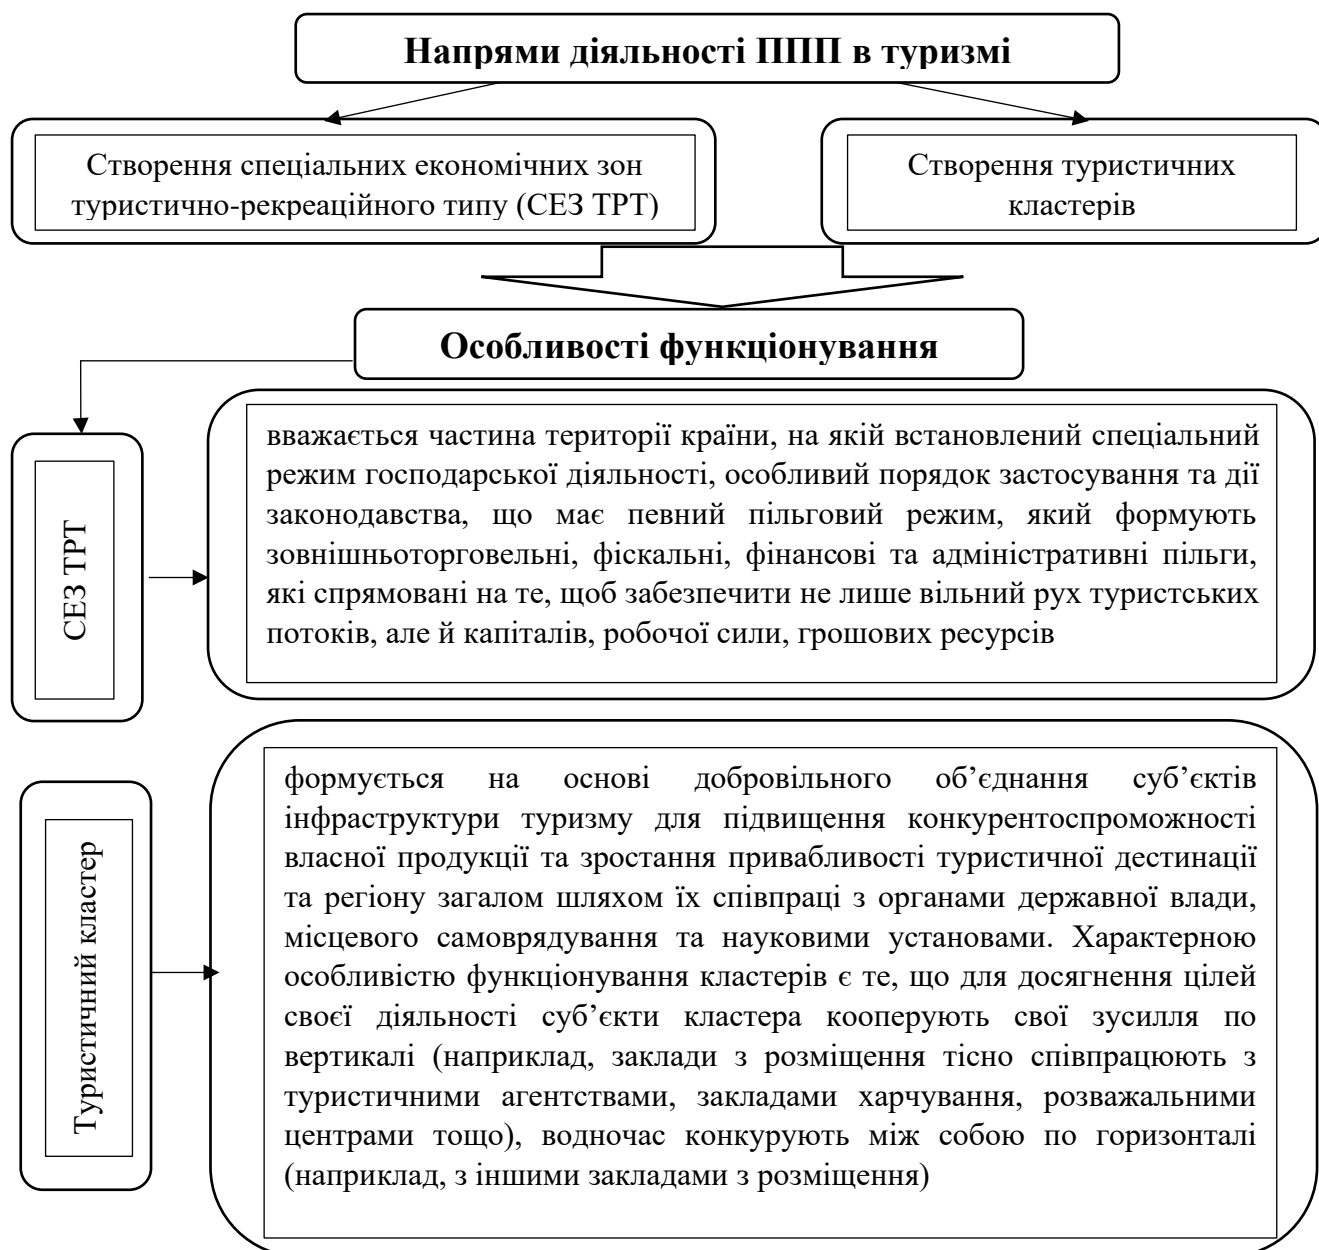 Напрями діяльності ППП в туризмі
Створення спеціальних економічних зон
туристично-рекреаційного типу (СЕЗ ТРТ)
Створення туристичних
кластерів
Особливості функціонування
СЕЗ ТРТ
вважається частина території країни, на якій встановлений спеціальний
режим господарської діяльності, особливий порядок застосування та дії
законодавства, що має певний пільговий режим, який формують
зовнішньоторговельні, фіскальні, фінансові та адміністративні пільги,
які спрямовані на те, щоб забезпечити не лише вільний рух туристських
потоків, але й капіталів, робочої сили, грошових ресурсів
Туристичний кластер
формується на основі добровільного об’єднання суб’єктів
інфраструктури туризму для підвищення конкурентоспроможності
власної продукції та зростання привабливості туристичної дестинації
та регіону загалом шляхом їх співпраці з органами державної влади,
місцевого самоврядування та науковими установами. Характерною
особливістю функціонування кластерів є те, що для досягнення цілей
своєї діяльності суб’єкти кластера кооперують свої зусилля по
вертикалі (наприклад, заклади з розміщення тісно співпрацюють з
туристичними агентствами, закладами харчування, розважальними
центрами тощо), водночас конкурують між собою по горизонталі
(наприклад, з іншими закладами з розміщення)